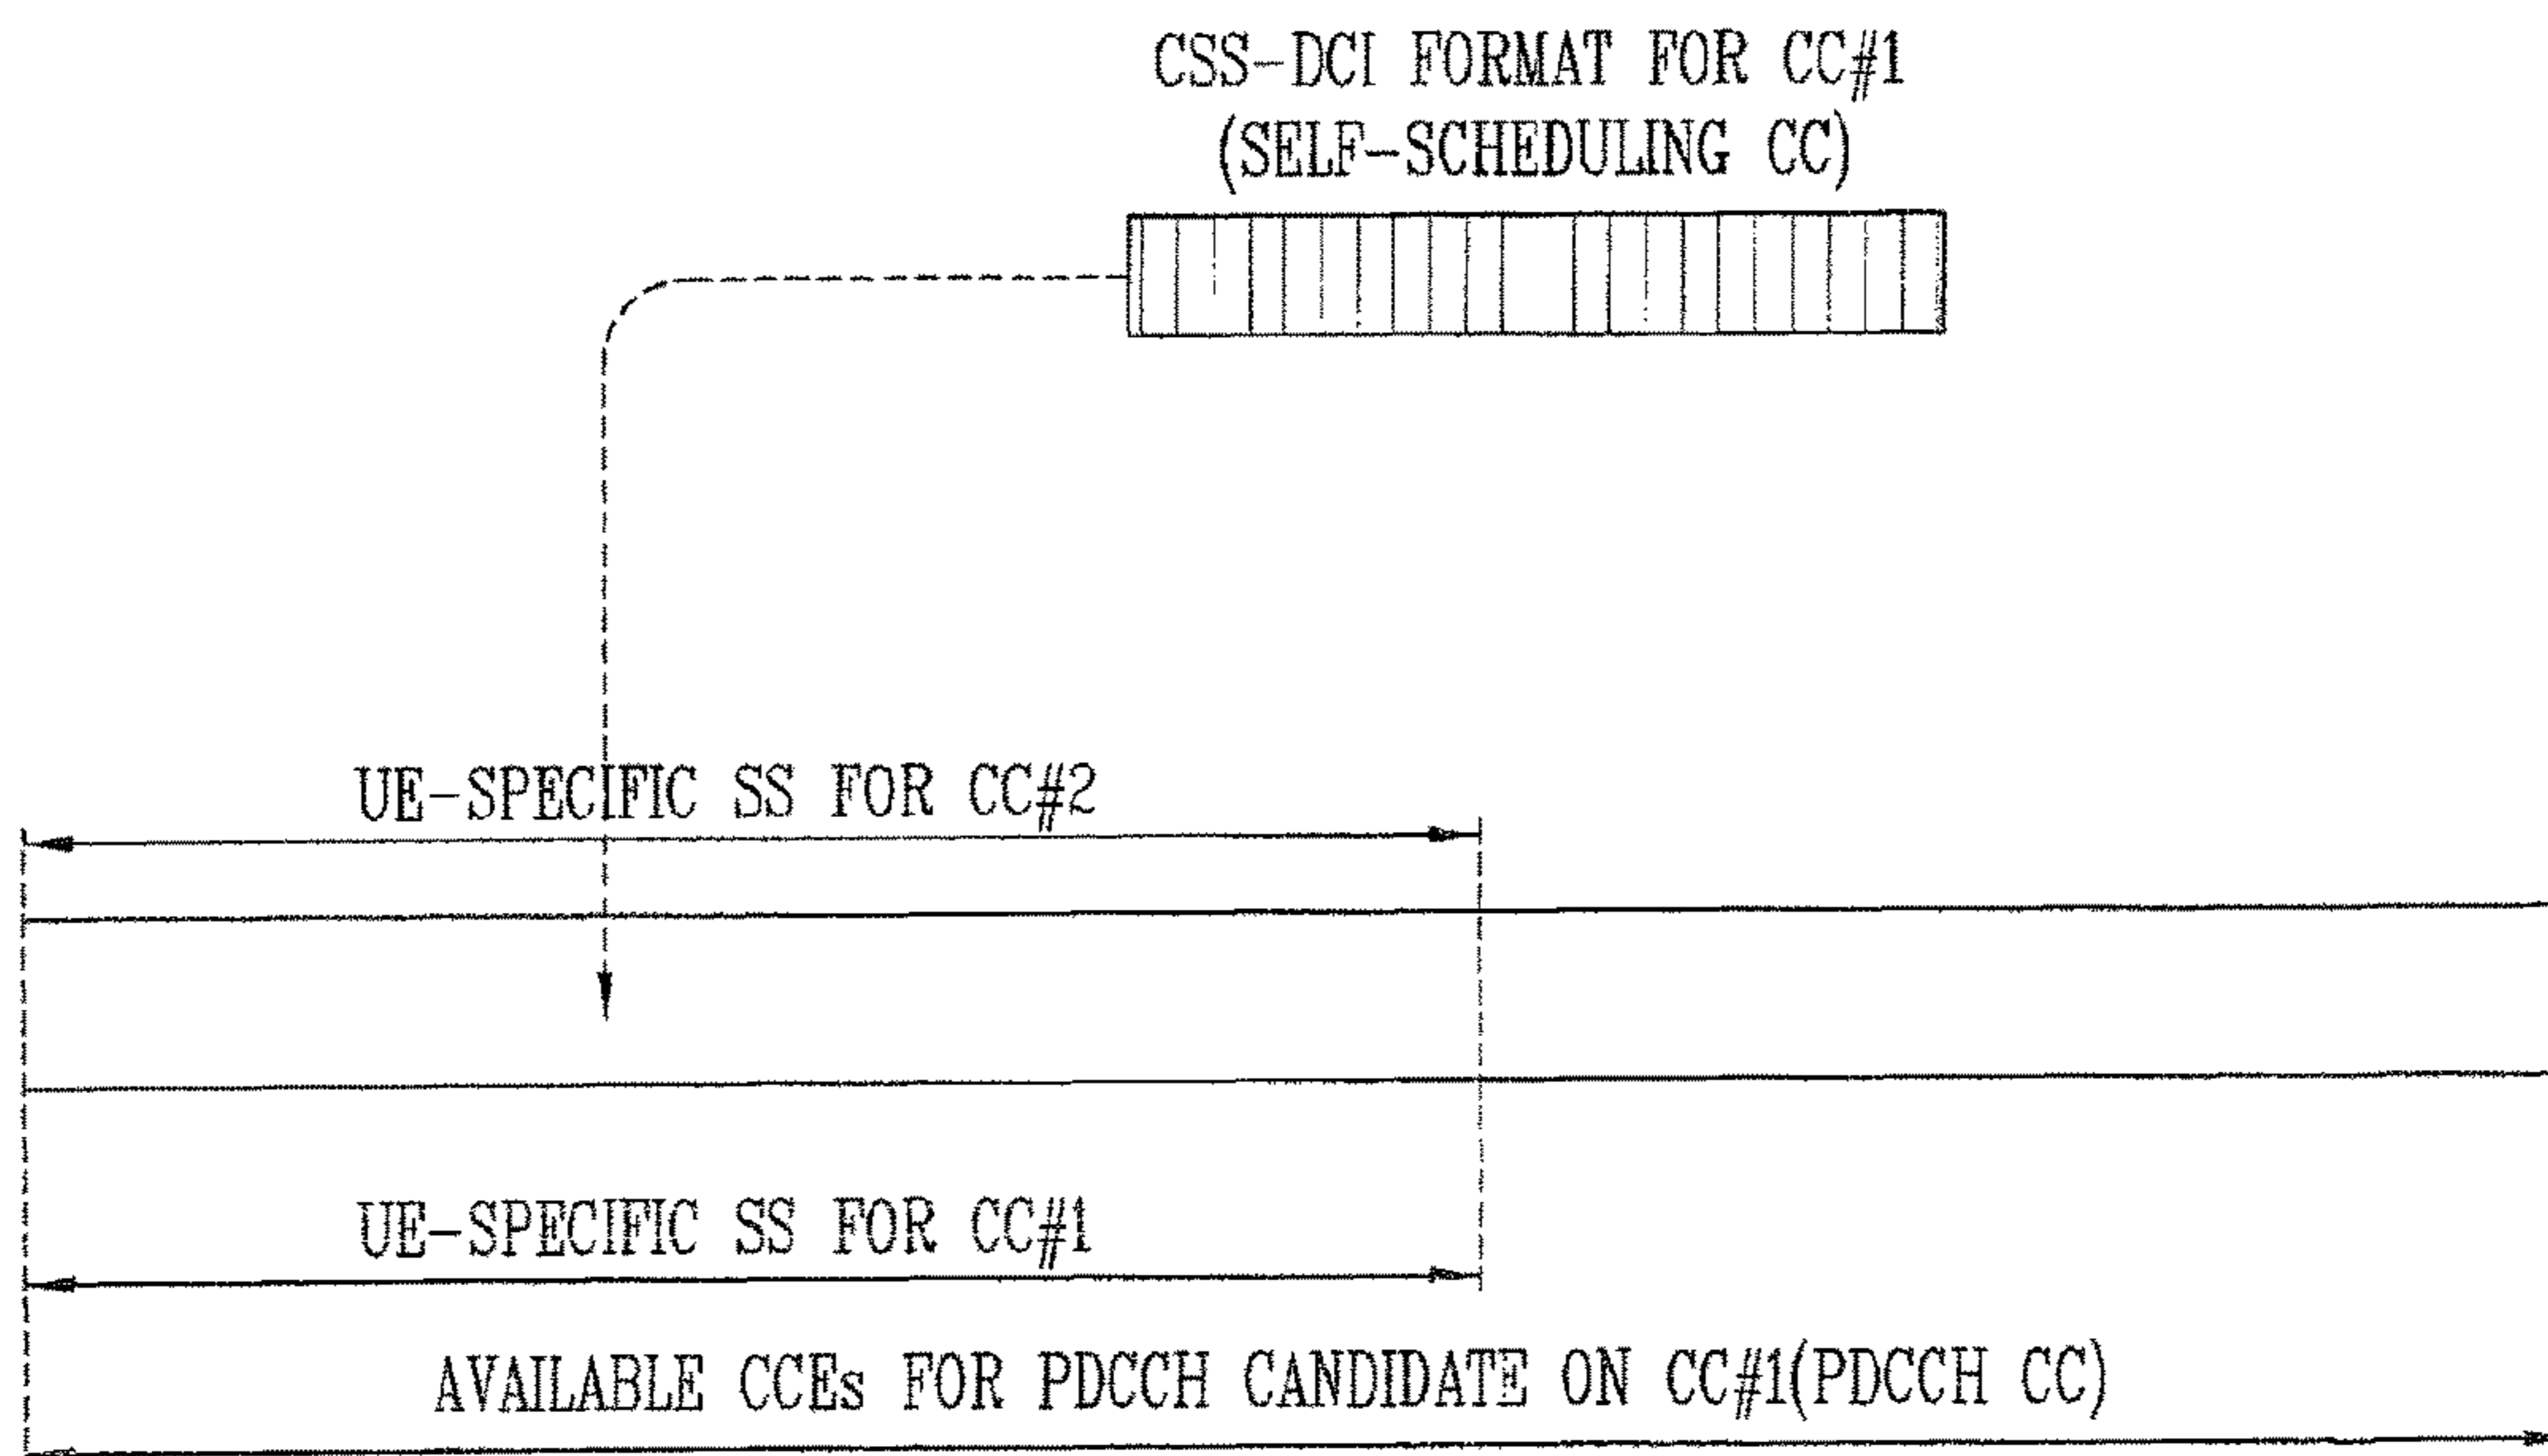 CSS-DCI FORMAT FOR CC#1
(SELF-SCHEDULING CC)
UE-SPECIFIC SS FOR CC#2
UE-SPECIFIC SS FOR CC#1
AVAILABLE CCEs FOR PDCCH CANDIDATE ON CC#1(PDCCH CC)